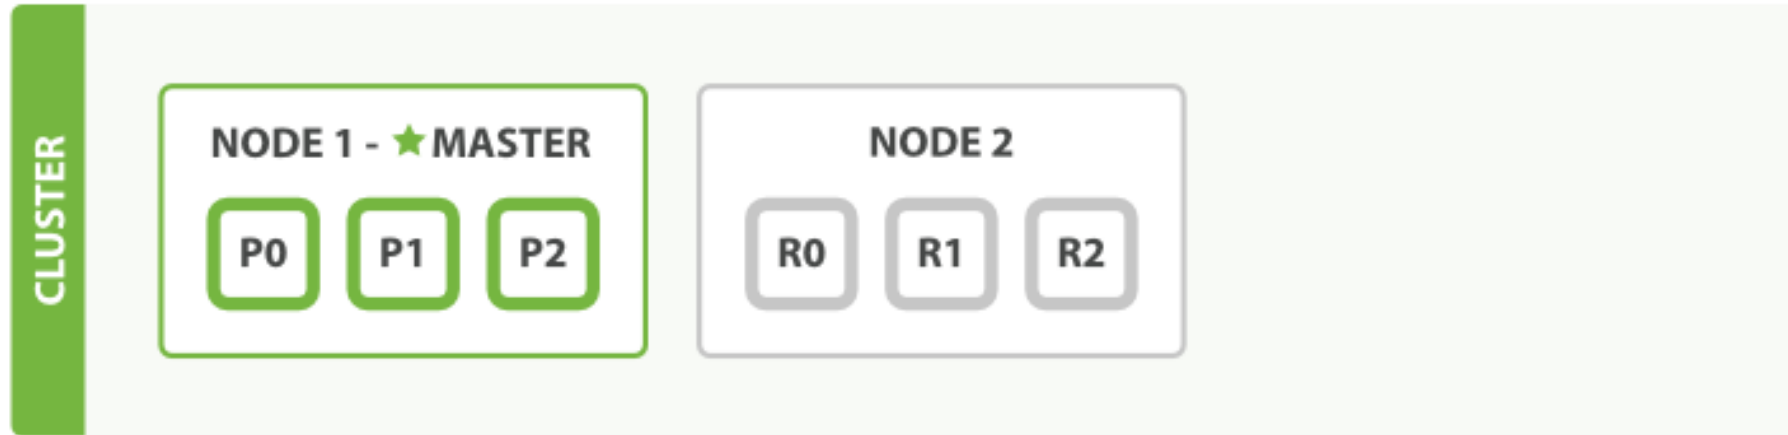 CLUSTER
NODE 1 - ★ MASTER
P0 P1 P2
NODE 2
R0 R1 R2